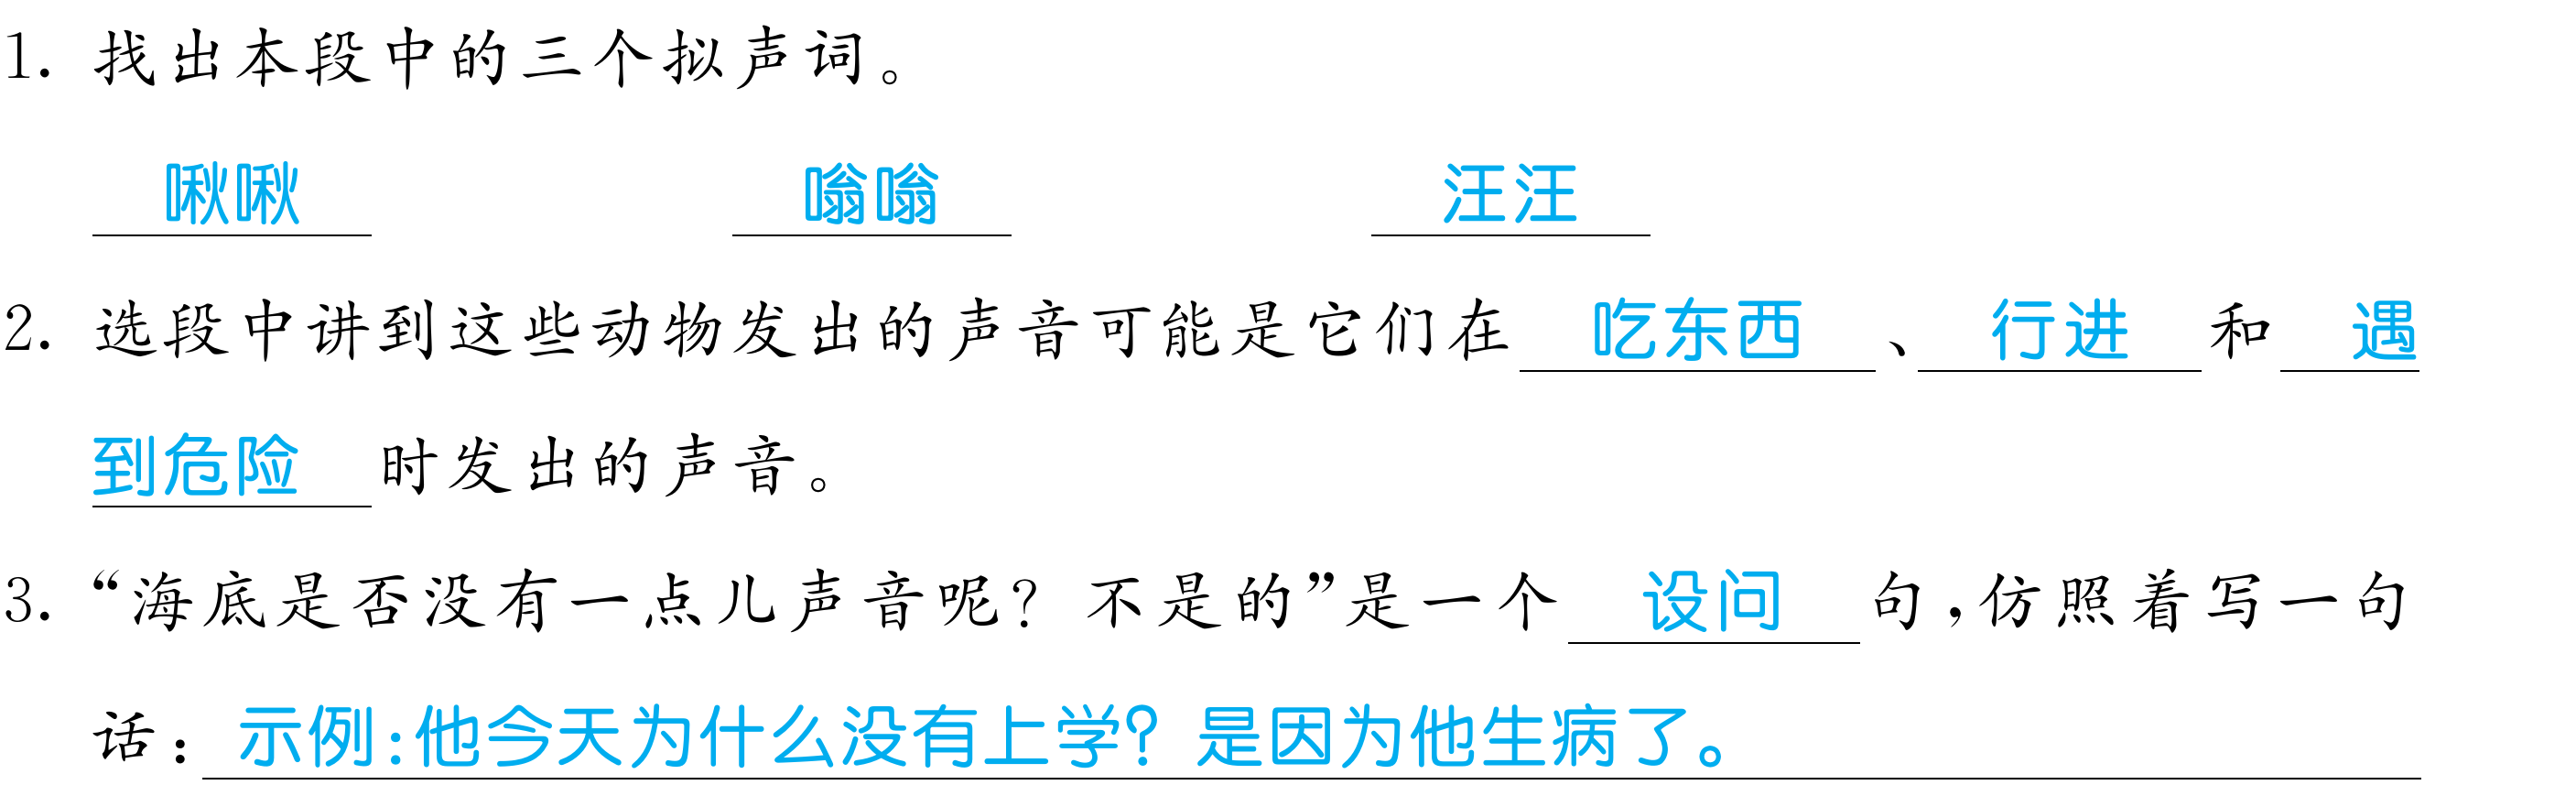 1. 找出本段中的三个拟声词。
啾啾 嗡嗡 汪汪
2. 选段中讲到这些动物发出的声音可能是它们在 吃东西 、 行进 和 遇
到危险 时发出的声音。
3. “海底是否没有一点儿声音呢？不是的”是一个 设问 句，仿照着写一句
话：示例：他今天为什么没有上学？是因为他生病了。